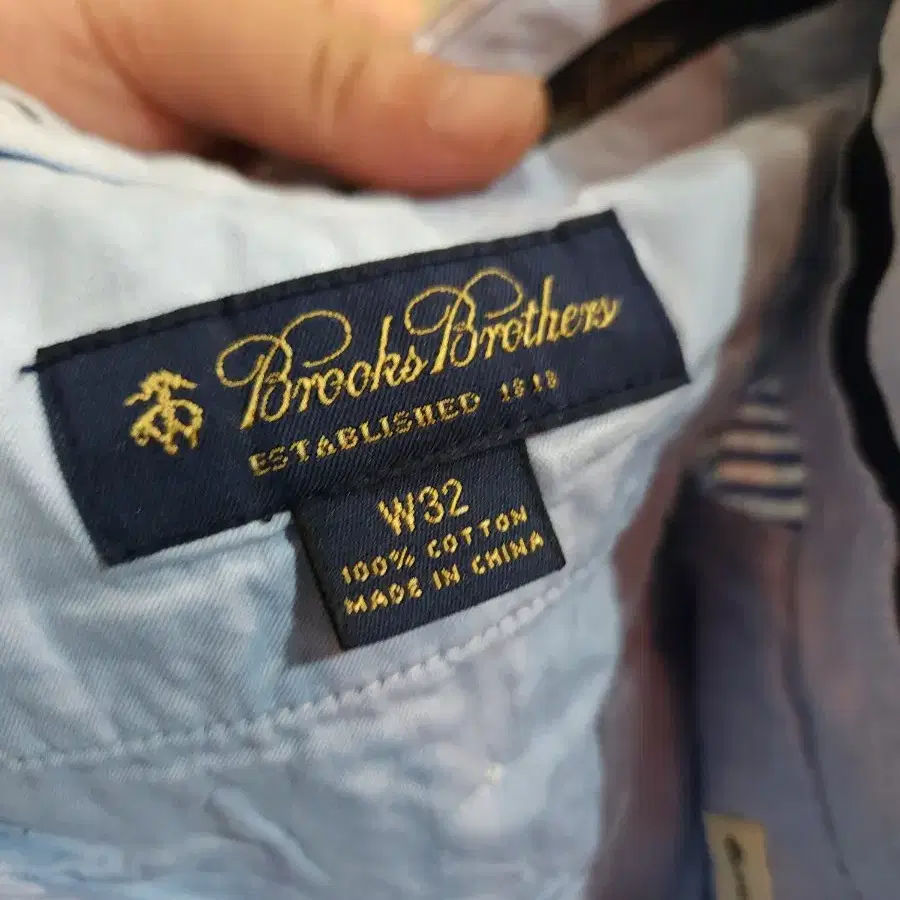 Brooks Brothers
ESTABLISHED 1818
W32
100% COTTON
MADE IN CHINA